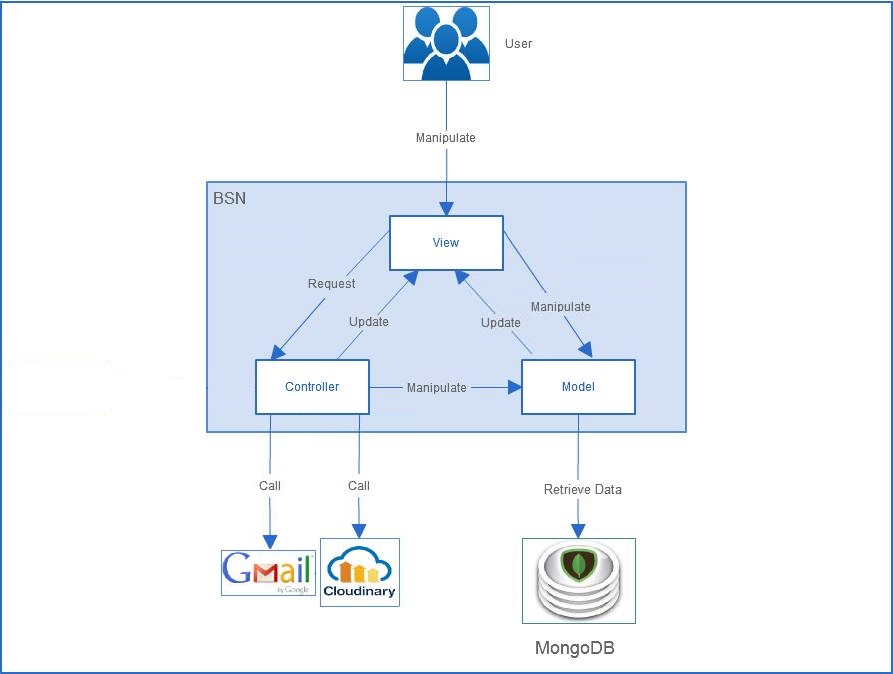 User
Manipulate
BSN
View
Request
Manipulate
Update
Update
Controller
Manipulate
Model
Call
Call
Retrieve Data
Gmail
by Google
Cloudinary
MongoDB